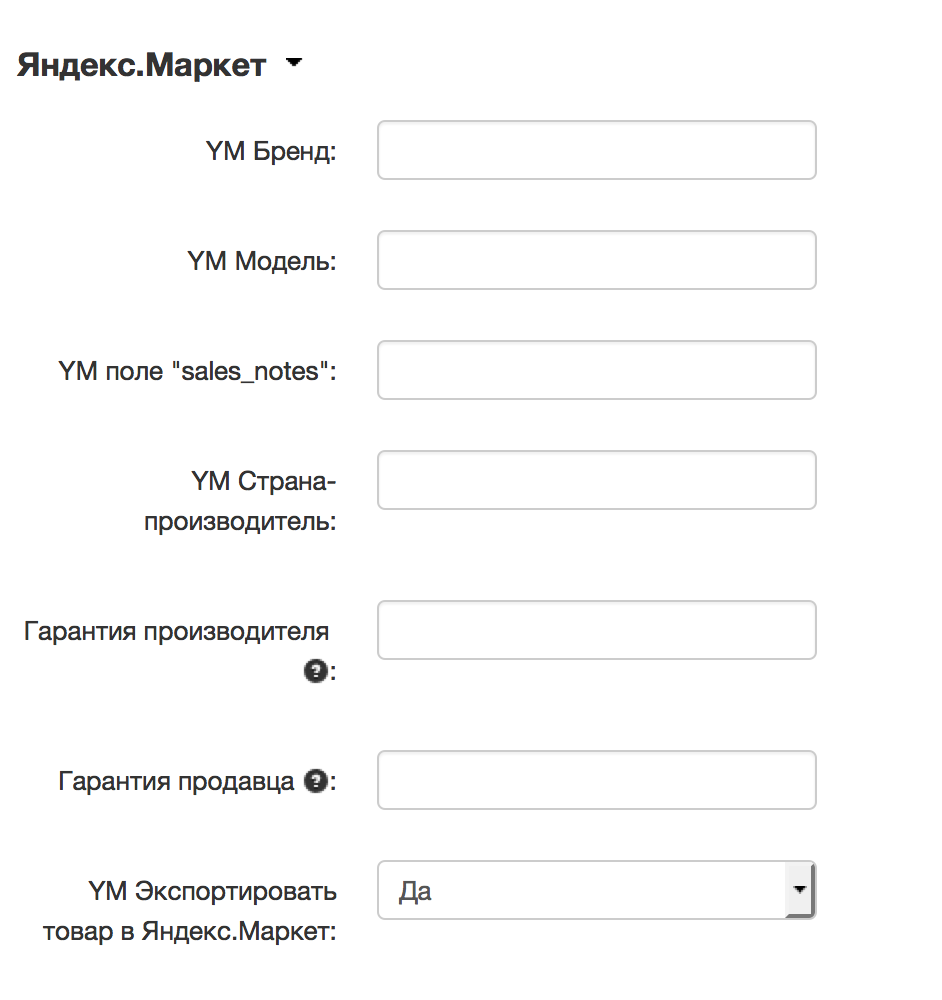 Яндекс.Маркет
YM Бренд:
YM Модель:
YM поле "sales_notes":
YM Страна-
производитель:
Гарантия производителя
?:
Гарантия продавца ?:
YM Экспортировать
товар в Яндекс.Маркет:
Да